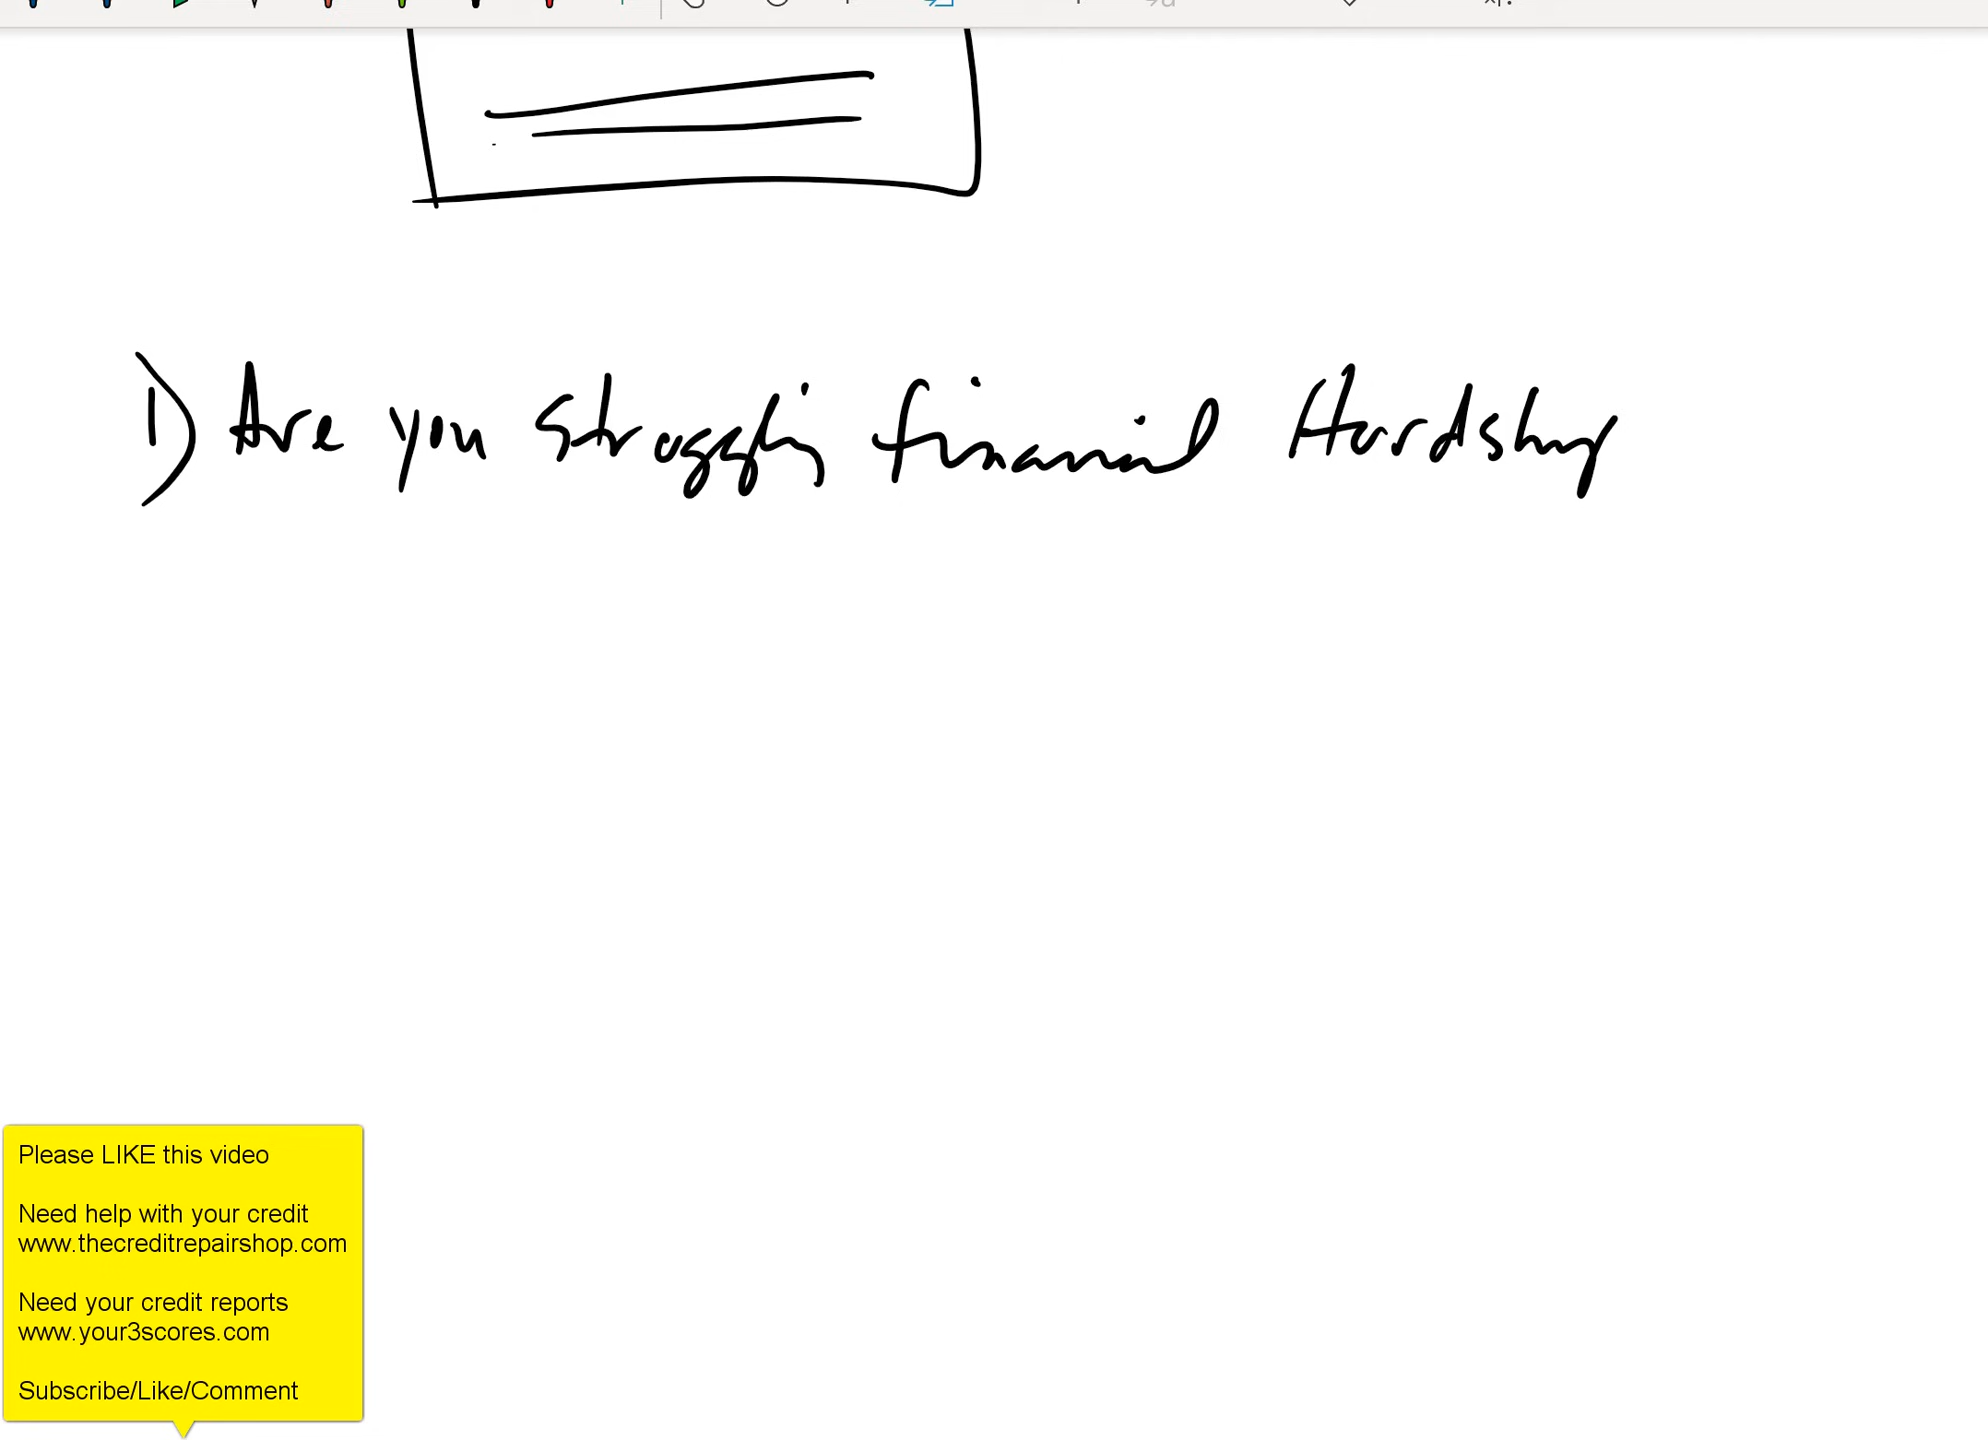 1) Are you struggling financial Hardship
Please LIKE this video
Need help with your credit
www.thecreditrepairshop.com
Need your credit reports
www.your3scores.com
Subscribe/Like/Comment